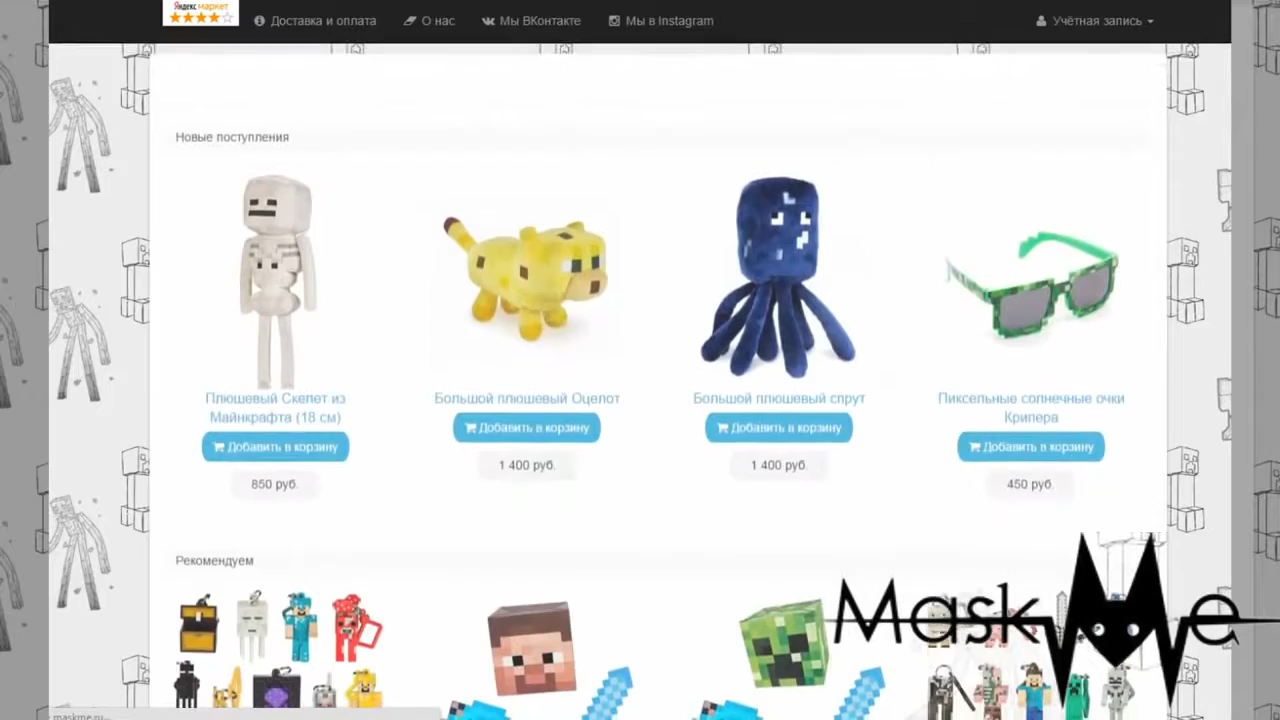 Яндекс маркет
Доставка и оплата
О нас
Мы ВКонтакте
Мы в Instagram
Учётная запись
Новые поступления
Плюшевый Скелет из
Майнкрафта (18 см)
Добавить в корзину
850 руб.
Большой плюшевый Оцелот
Добавить в корзину
1 400 руб.
Большой плюшевый спрут
Добавить в корзину
1 400 руб.
Пиксельные солнечные очки
Крипера
Добавить в корзину
450 руб.
Рекомендуем
MaskMe
maskme.ru